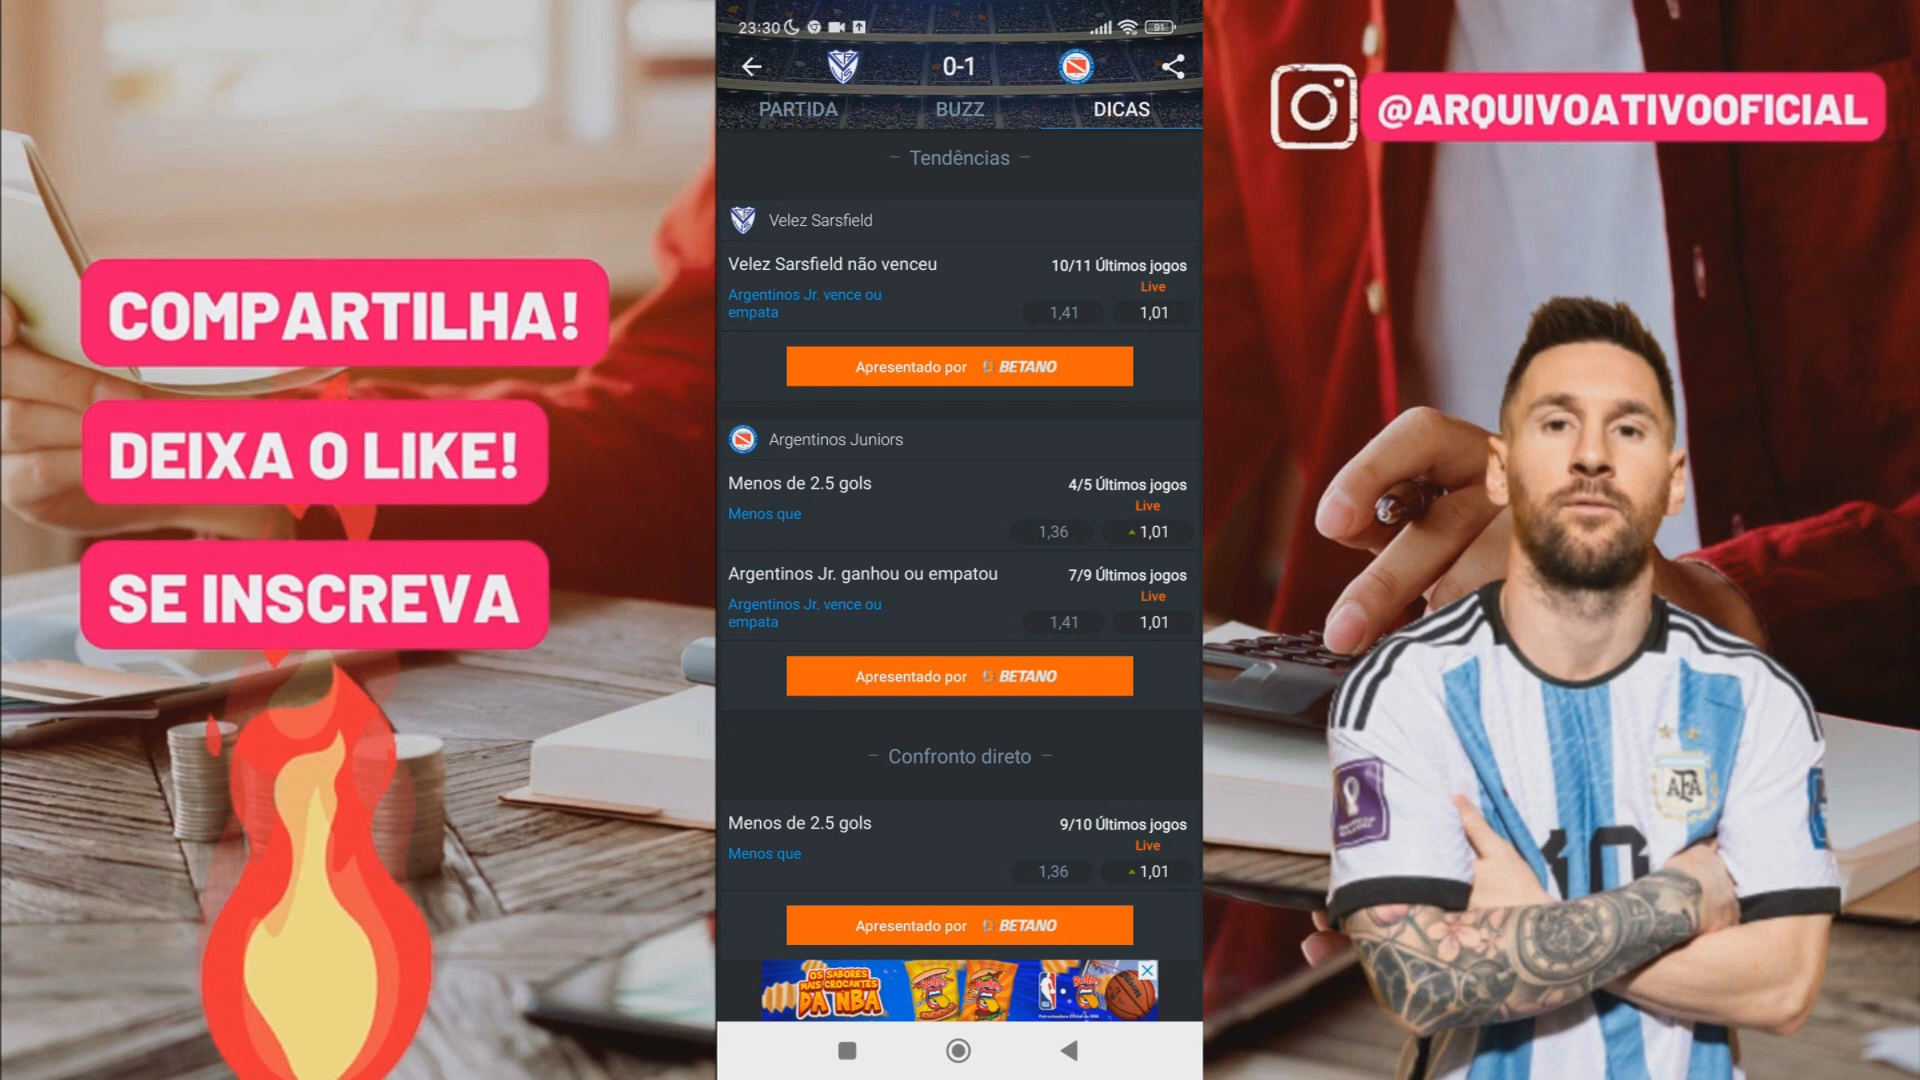 COMPARTILHA!
DEIXA O LIKE!
SE INSCREVA
23:30
91
0-1
PARTIDA BUZZ DICAS
Tendências
Velez Sarsfield
Velez Sarsfield não venceu 10/11 Últimos jogos
Live
Argentinos Jr. vence ou
empata
1,41 1,01
Apresentado por BETANO
Argentinos Juniors
Menos de 2.5 gols 4/5 Últimos jogos
Live
Menos que
1,36 1,01
Argentinos Jr. ganhou ou empatou 7/9 Últimos jogos
Live
Argentinos Jr. vence ou
empata
1,41 1,01
Apresentado por BETANO
Confronto direto
Menos de 2.5 gols 9/10 Últimos jogos
Live
Menos que
1,36 1,01
Apresentado por BETANO
OS SABORES
MAIS CROCANTES
DA NBA
@ARQUIVOATIVOOFICIAL
AFA
10